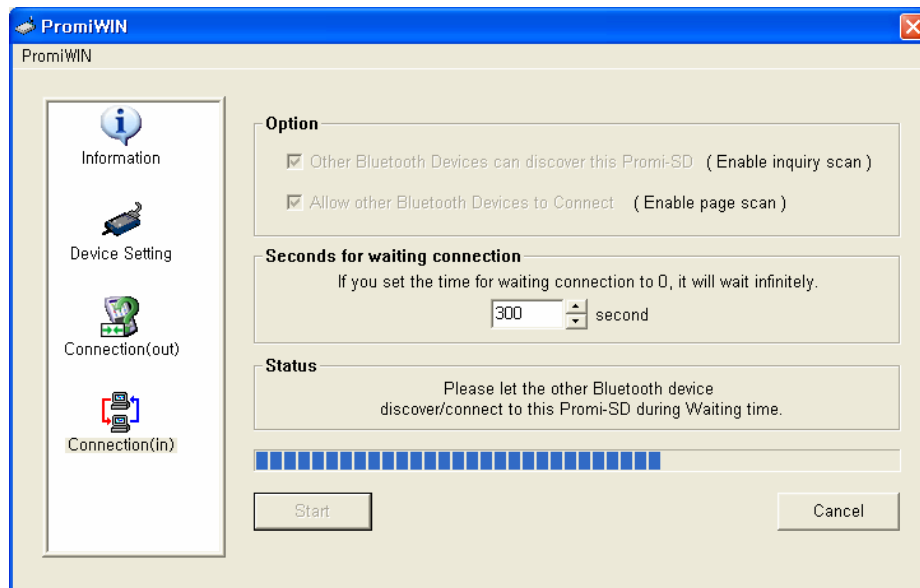 PromiWIN
PromiWIN
Information
Device Setting
Connection(out)
Connection(in)
Option
Other Bluetooth Devices can discover this Promi-SD ( Enable inquiry scan )
Allow other Bluetooth Devices to Connect ( Enable page scan )
Seconds for waiting connection
If you set the time for waiting connection to 0, it will wait infinitely.
300 second
Status
Please let the other Bluetooth device
discover/connect to this Promi-SD during Waiting time.
Start Cancel